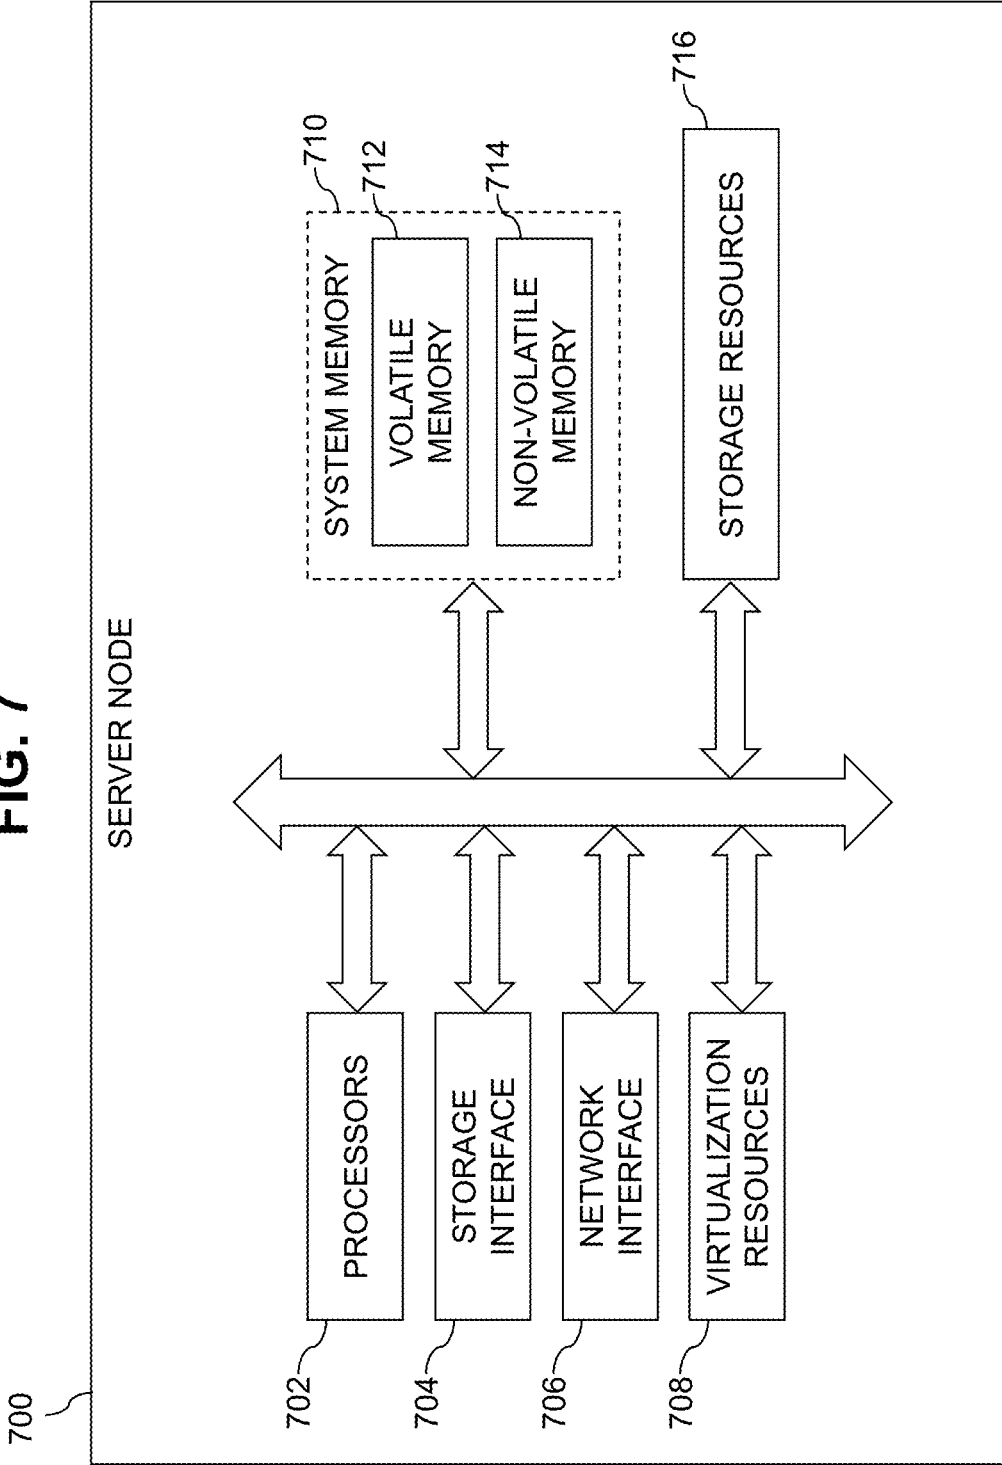 FIG. 7
700
SERVER NODE
702
PROCESSORS
704
STORAGE
INTERFACE
706
NETWORK
INTERFACE
708
VIRTUALIZATION
RESOURCES
710
SYSTEM MEMORY
712
VOLATILE
MEMORY
714
NON-VOLATILE
MEMORY
716
STORAGE RESOURCES